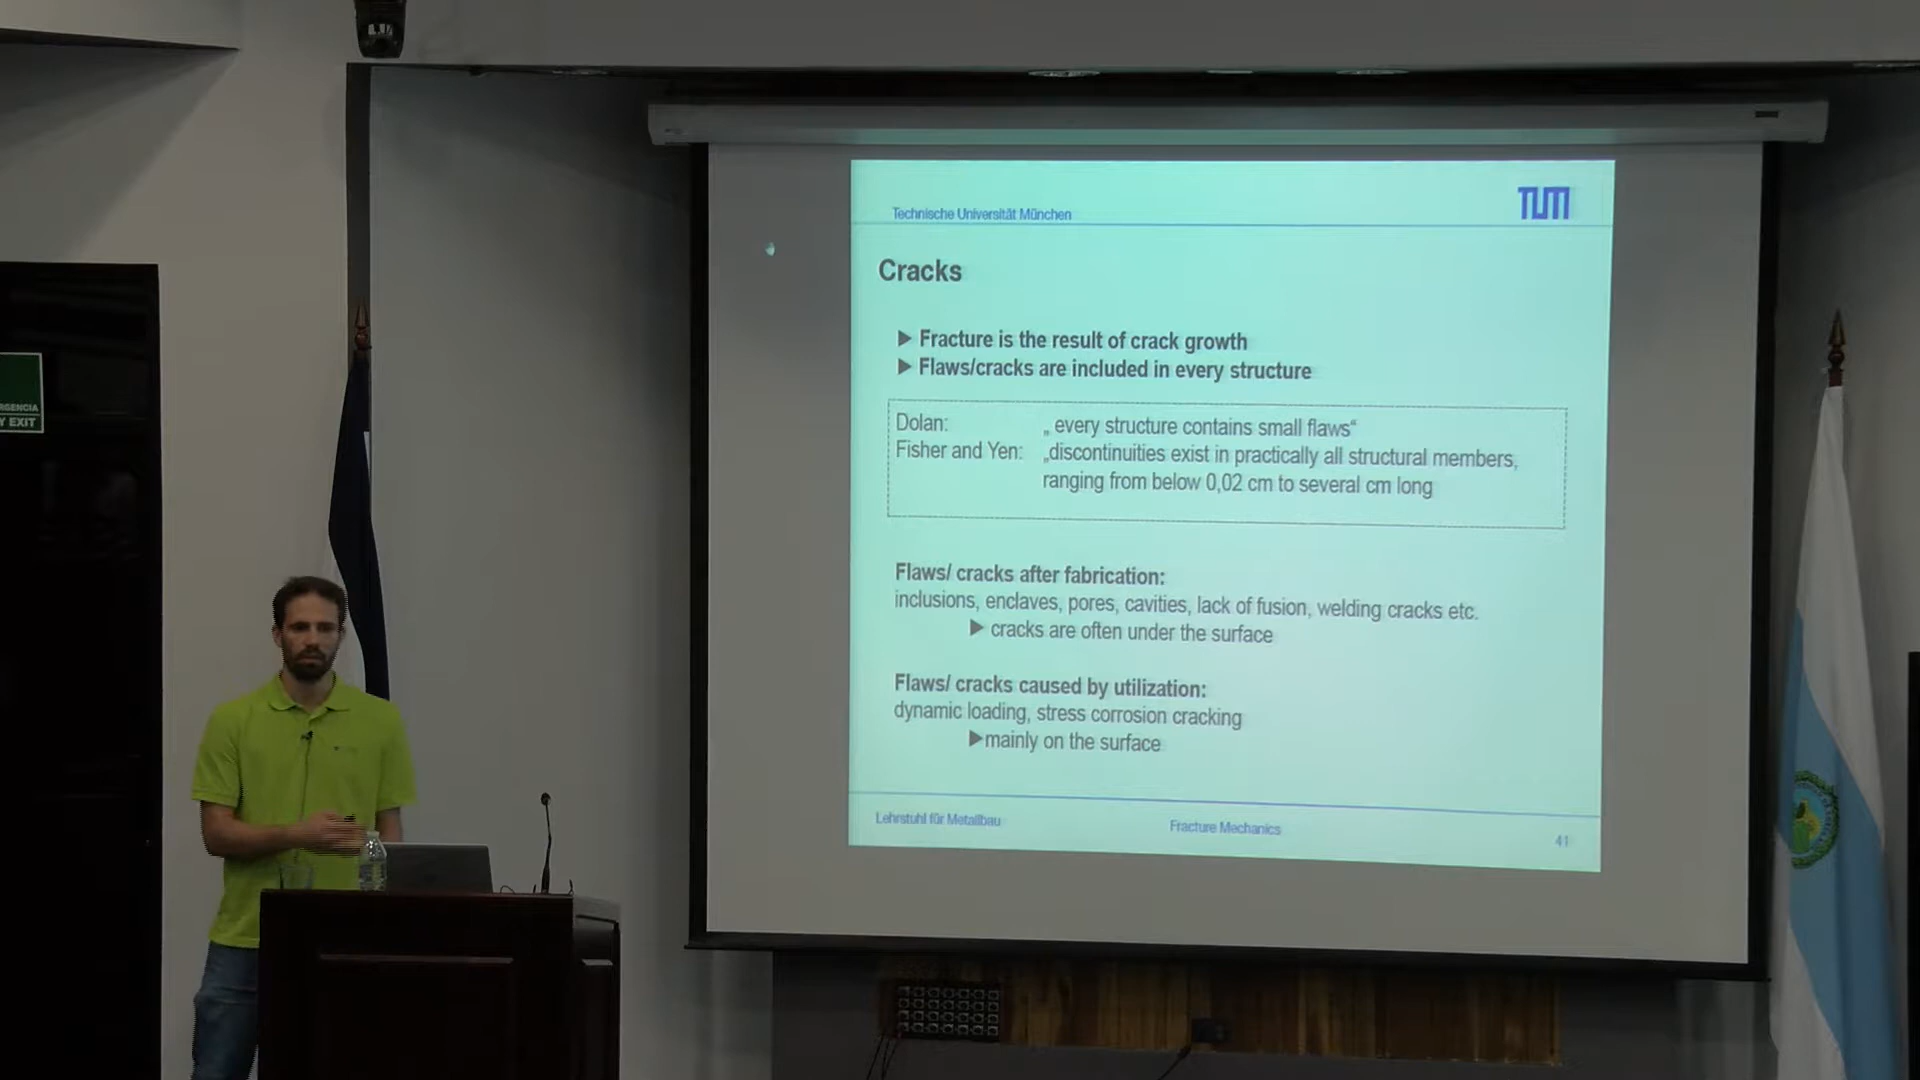 Technische Universität München
TUM
Cracks
▶ Fracture is the result of crack growth
▶ Flaws/cracks are included in every structure
Dolan: „ every structure contains small flaws“
Fisher and Yen: „discontinuities exist in practically all structural members,
ranging from below 0,02 cm to several cm long
Flaws/ cracks after fabrication:
inclusions, enclaves, pores, cavities, lack of fusion, welding cracks etc.
▶ cracks are often under the surface
Flaws/ cracks caused by utilization:
dynamic loading, stress corrosion cracking
▶mainly on the surface
Lehrstuhl für Metallbau Fracture Mechanics 41
RGENCIA
Y EXIT